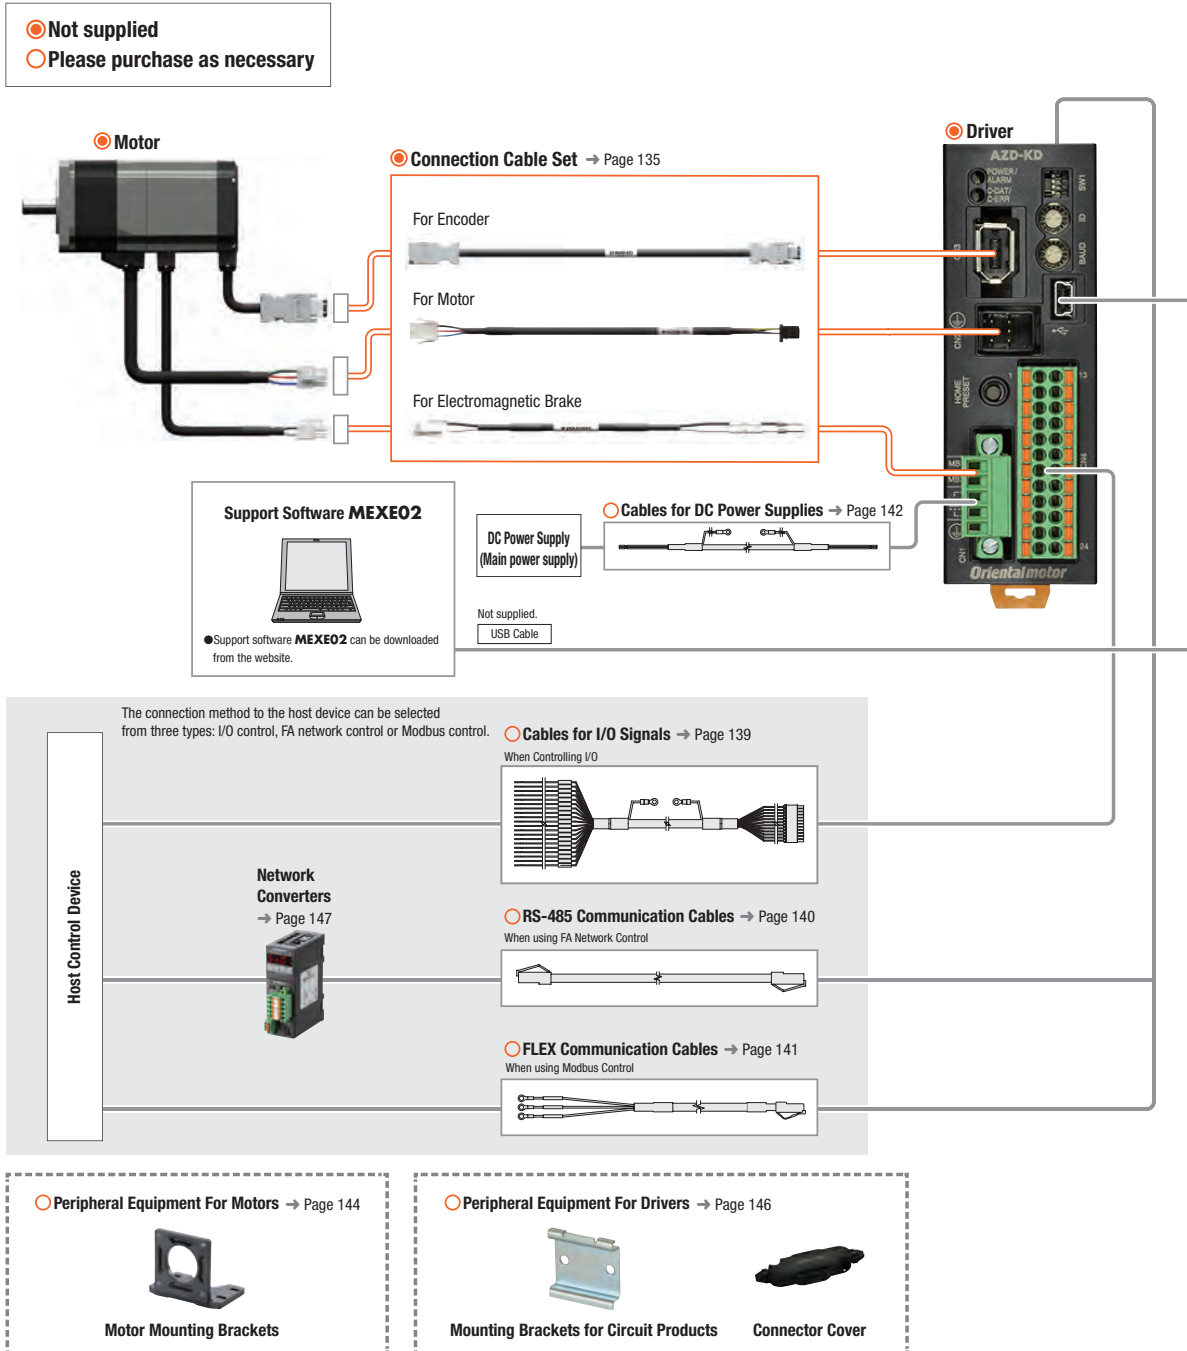 Not supplied
Please purchase as necessary
Motor
Connection Cable Set → Page 135
For Encoder
For Motor
For Electromagnetic Brake
Driver
AZD-KD
POWER /
ALARM
C-DAT/
C-ERR
SW1
ID
BAUD
CN2
HOME
PRESET
1
13
CN4
24
CN1
Orientalmotor
Support Software MEXE02
●Support software MEXE02 can be downloaded
from the website.
DC Power Supply
(Main power supply)
Cables for DC Power Supplies → Page 142
Not supplied.
USB Cable
The connection method to the host device can be selected
from three types: I/O control, FA network control or Modbus control.
Host Control Device
Network
Converters
→ Page 147
Cables for I/O Signals → Page 139
When Controlling I/O
RS-485 Communication Cables → Page 140
When using FA Network Control
FLEX Communication Cables → Page 141
When using Modbus Control
Peripheral Equipment For Motors → Page 144
Motor Mounting Brackets
Peripheral Equipment For Drivers → Page 146
Mounting Brackets for Circuit Products
Connector Cover